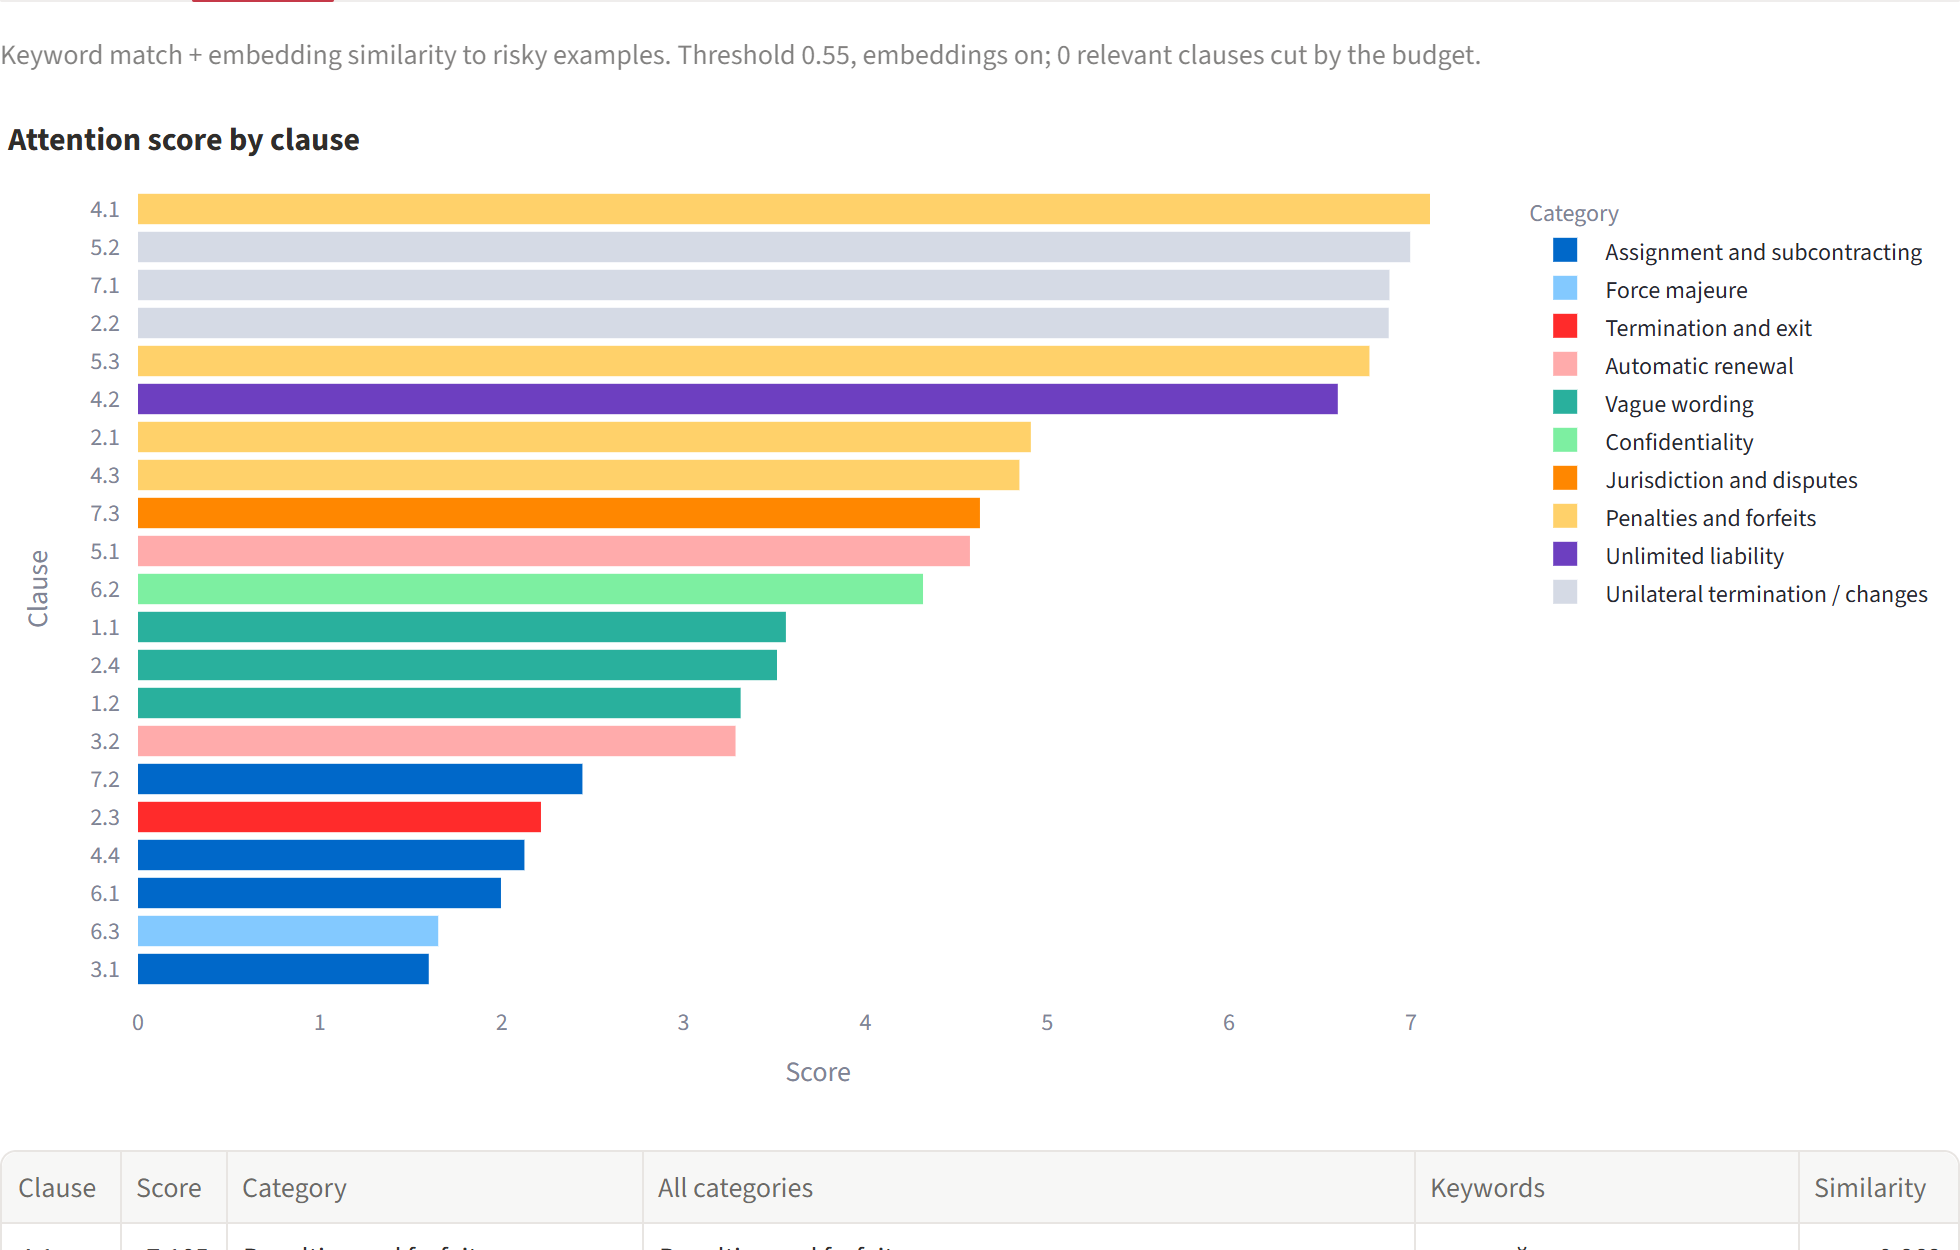 Keyword match + embedding similarity to risky examples. Threshold 0.55, embeddings on; 0 relevant clauses cut by the budget.
Attention score by clause
4.1
5.2
7.1
2.2
5.3
4.2
2.1
4.3
7.3
5.1
6.2
1.1
2.4
1.2
3.2
7.2
2.3
4.4
6.1
6.3
3.1
Clause
0 1 2 3 4 5 6 7
Score
Category
Assignment and subcontracting
Force majeure
Termination and exit
Automatic renewal
Vague wording
Confidentiality
Jurisdiction and disputes
Penalties and forfeits
Unlimited liability
Unilateral termination / changes
Clause Score Category All categories Keywords Similarity